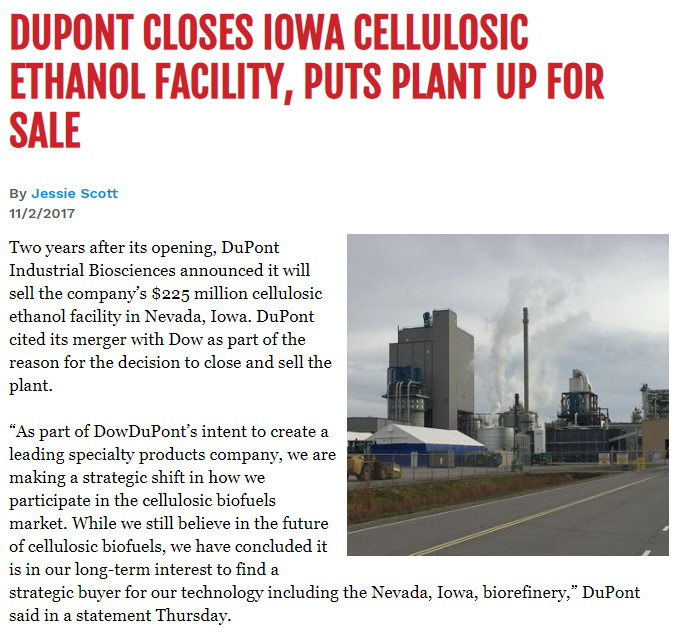 DUPONT CLOSES IOWA CELLULOSIC
ETHANOL FACILITY, PUTS PLANT UP FOR
SALE
By Jessie Scott
11/2/2017
Two years after its opening, DuPont
Industrial Biosciences announced it will
sell the company’s $225 million cellulosic
ethanol facility in Nevada, Iowa. DuPont
cited its merger with Dow as part of the
reason for the decision to close and sell the
plant.
“As part of DowDuPont’s intent to create a
leading specialty products company, we are
making a strategic shift in how we
participate in the cellulosic biofuels
market. While we still believe in the future
of cellulosic biofuels, we have concluded it
is in our long-term interest to find a
strategic buyer for our technology including the Nevada, Iowa, biorefinery,” DuPont
said in a statement Thursday.